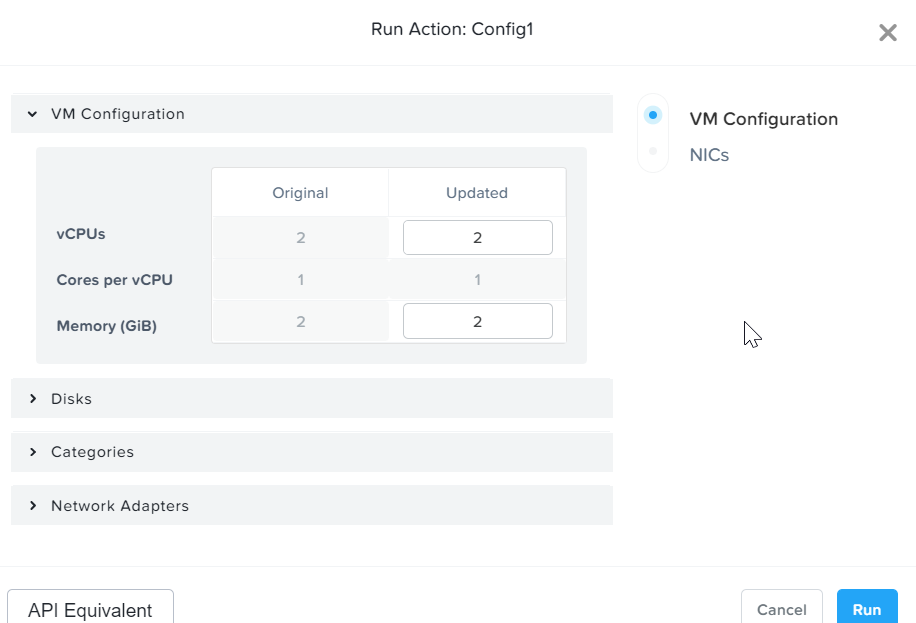 Run Action: Config1
VM Configuration
Original Updated
vCPUs 2 2
Cores per vCPU 1 1
Memory (GiB) 2 2
Disks
Categories
Network Adapters
VM Configuration
NICs
API Equivalent
Cancel Run